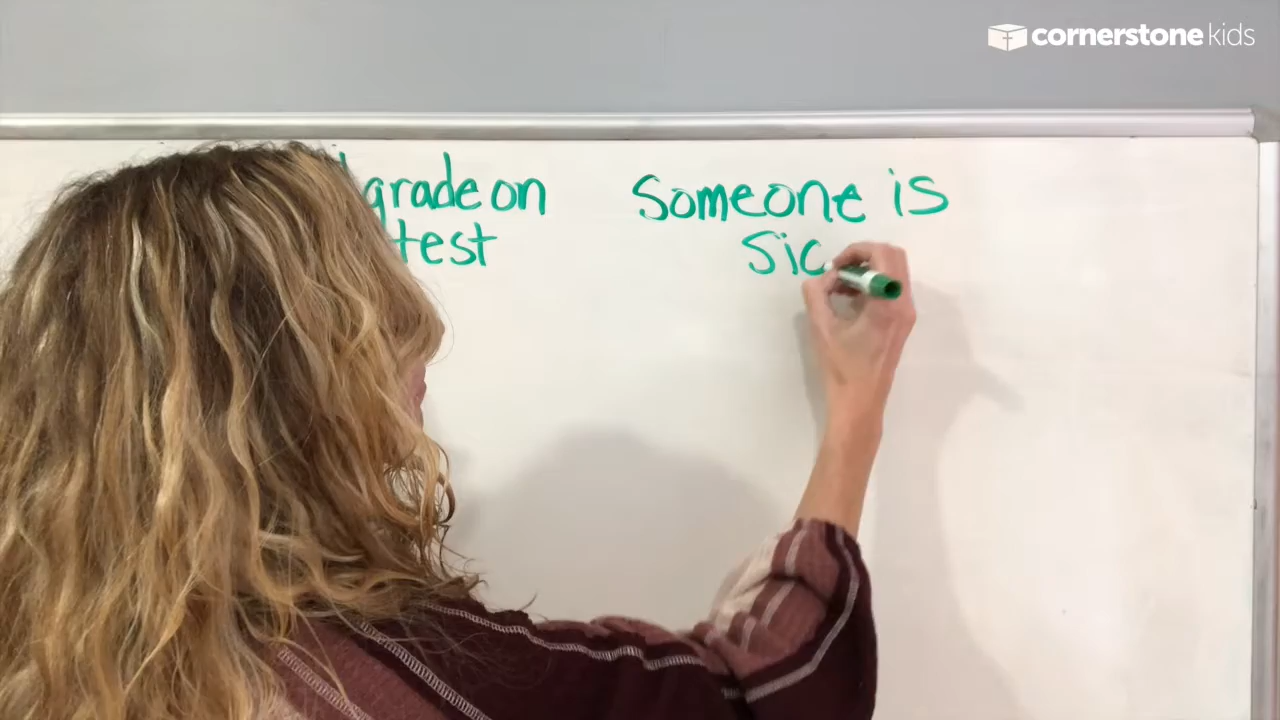 cornerstone kids
grade on
test
Someone is
Sic